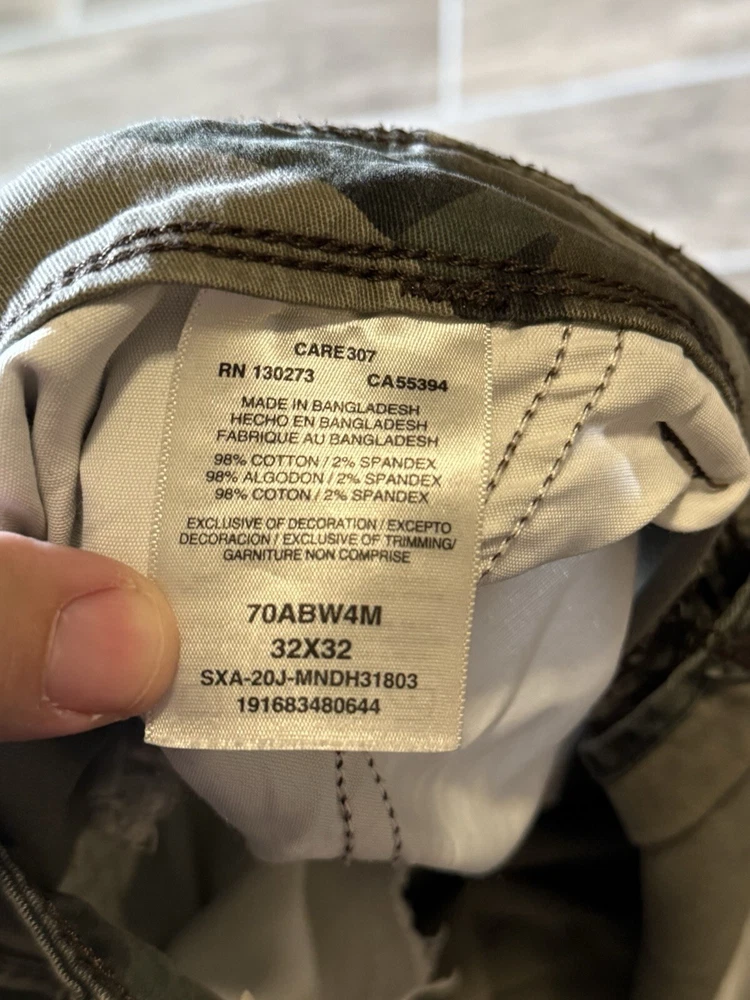 CARE307
RN 130273 CA55394
MADE IN BANGLADESH
HECHO EN BANGLADESH
FABRIQUE AU BANGLADESH
98% COTTON / 2% SPANDEX
98% ALGODON / 2% SPANDEX
98% COTON / 2% SPANDEX
EXCLUSIVE OF DECORATION / EXCEPTO
DECORACION / EXCLUSIVE OF TRIMMING/
GARNITURE NON COMPRISE
70ABW4M
32X32
SXA-20J-MNDH31803
191683480644